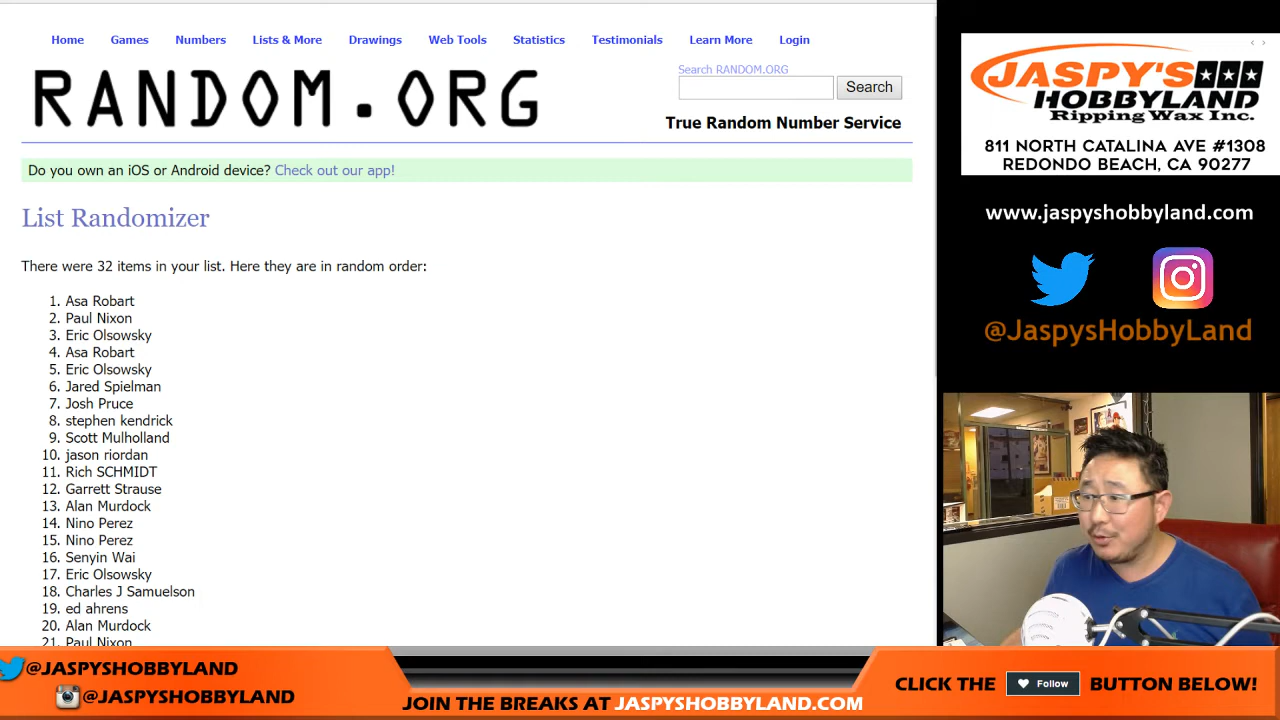 Home Games Numbers Lists & More Drawings Web Tools Statistics Testimonials Learn More Login
RANDOM.ORG
Search RANDOM.ORG
Search
True Random Number Service
Do you own an iOS or Android device? Check out our app!
List Randomizer
There were 32 items in your list. Here they are in random order:
1. Asa Robart
2. Paul Nixon
3. Eric Olsowsky
4. Asa Robart
5. Eric Olsowsky
6. Jared Spielman
7. Josh Pruce
8. stephen kendrick
9. Scott Mulholland
10. jason riordan
11. Rich SCHMIDT
12. Garrett Strause
13. Alan Murdock
14. Nino Perez
15. Nino Perez
16. Senyin Wai
17. Eric Olsowsky
18. Charles J Samuelson
19. ed ahrens
20. Alan Murdock
21. Paul Nixon
JASPY'S
HOBBYLAND
Ripping Wax Inc.
811 NORTH CATALINA AVE #1308
REDONDO BEACH, CA 90277
www.jaspyshobbyland.com
@JaspysHobbyLand
@JASPYSHOBBYLAND
@JASPYSHOBBYLAND
JOIN THE BREAKS AT JASPYSHOBBYLAND.COM
CLICK THE Follow BUTTON BELOW!